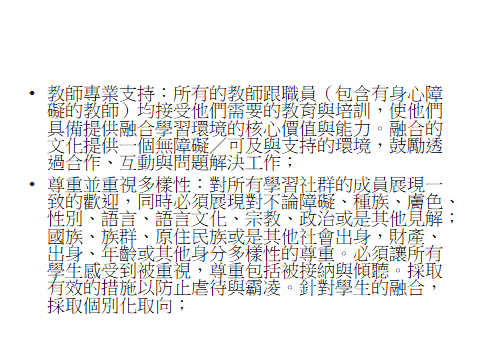 • 教師專業支持：所有的教師跟職員（包含有身心障
礙的教師）均接受他們需要的教育與培訓，使他們
具備提供融合學習環境的核心價值與能力。融合的
文化提供一個無障礙／可及與支持的環境，鼓勵透
過合作、互動與問題解決工作；
• 尊重並重視多樣性：對所有學習社群的成員展現一
致的歡迎，同時必須展現對不論障礙、種族、膚色、
性別、語言、語言文化、宗教、政治或是其他見解；
國族、族群、原住民族或是其他社會出身，財產、
出身、年齡或其他身分多樣性的尊重。必須讓所有
學生感受到被重視，尊重包括被接納與傾聽。採取
有效的措施以防止虐待與霸凌。針對學生的融合，
採取個別化取向；